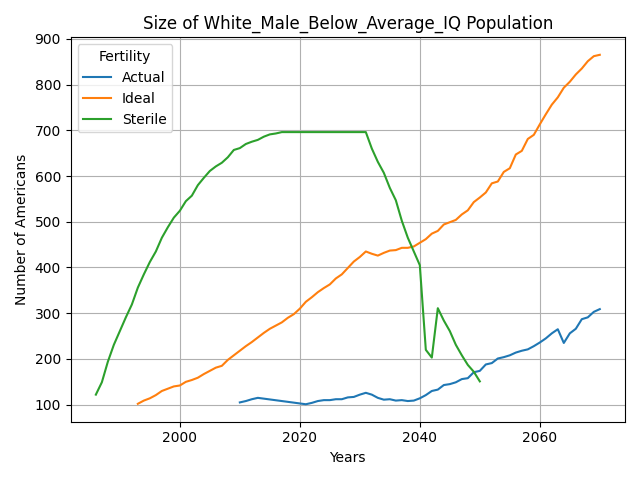 Size of White_Male_Below_Average_IQ Population
Number of Americans
900
800
700
600
500
400
300
200
100
Fertility
Actual
Ideal
Sterile
2000
2020
2040
2060
Years